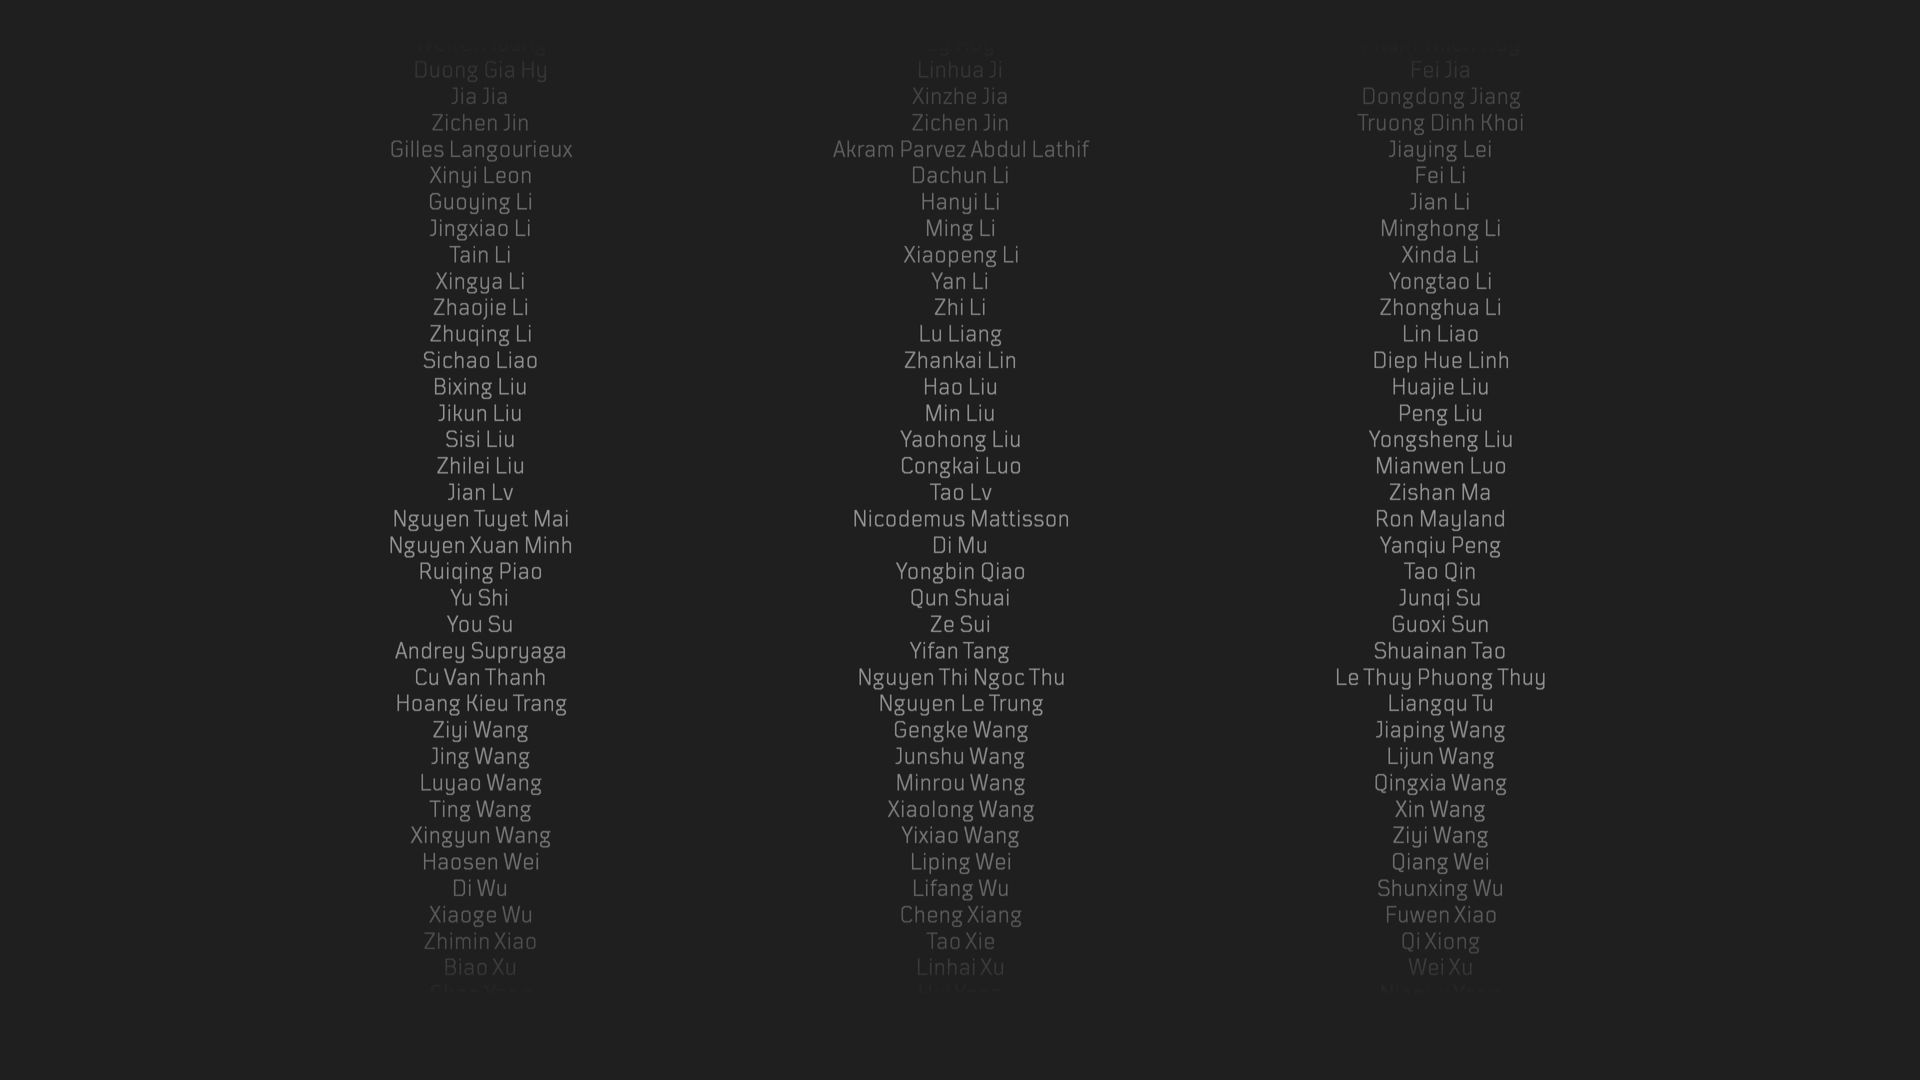 Duong Gia Hy Linhua Ji Fei Jia
Jia Jia Xinzhe Jia Dongdong Jiang
Zichen Jin Zichen Jin Truong Dinh Khoi
Gilles Langourieux Akram Parvez Abdul Lathif Jiaying Lei
Xinyi Leon Dachun Li Fei Li
Guoying Li Hanyi Li Jian Li
Jingxiao Li Ming Li Minghong Li
Tain Li Xiaopeng Li Xinda Li
Xingya Li Yan Li Yongtao Li
Zhaojie Li Zhi Li Zhonghua Li
Zhuqing Li Lu Liang Lin Liao
Sichao Liao Zhankai Lin Diep Hue Linh
Bixing Liu Hao Liu Huajie Liu
Jikun Liu Min Liu Peng Liu
Sisi Liu Yaohong Liu Yongsheng Liu
Zhilei Liu Congkai Luo Mianwen Luo
Jian Lv Tao Lv Zishan Ma
Nguyen Tuyet Mai Nicodemus Mattisson Ron Mayland
Nguyen Xuan Minh Di Mu Yanqiu Peng
Ruiqing Piao Yongbin Qiao Tao Qin
Yu Shi Qun Shuai Junqi Su
You Su Ze Sui Guoxi Sun
Andrey Supryaga Yifan Tang Shuainan Tao
Cu Van Thanh Nguyen Thi Ngoc Thu Le Thuy Phuong Thuy
Hoang Kieu Trang Nguyen Le Trung Liangqu Tu
Ziyi Wang Gengke Wang Jiaping Wang
Jing Wang Junshu Wang Lijun Wang
Luyao Wang Minrou Wang Qingxia Wang
Ting Wang Xiaolong Wang Xin Wang
Xingyun Wang Yixiao Wang Ziyi Wang
Haosen Wei Liping Wei Qiang Wei
Di Wu Lifang Wu Shunxing Wu
Xiaoge Wu Cheng Xiang Fuwen Xiao
Zhimin Xiao Tao Xie Qi Xiong
Biao Xu Linhai Xu Wei Xu